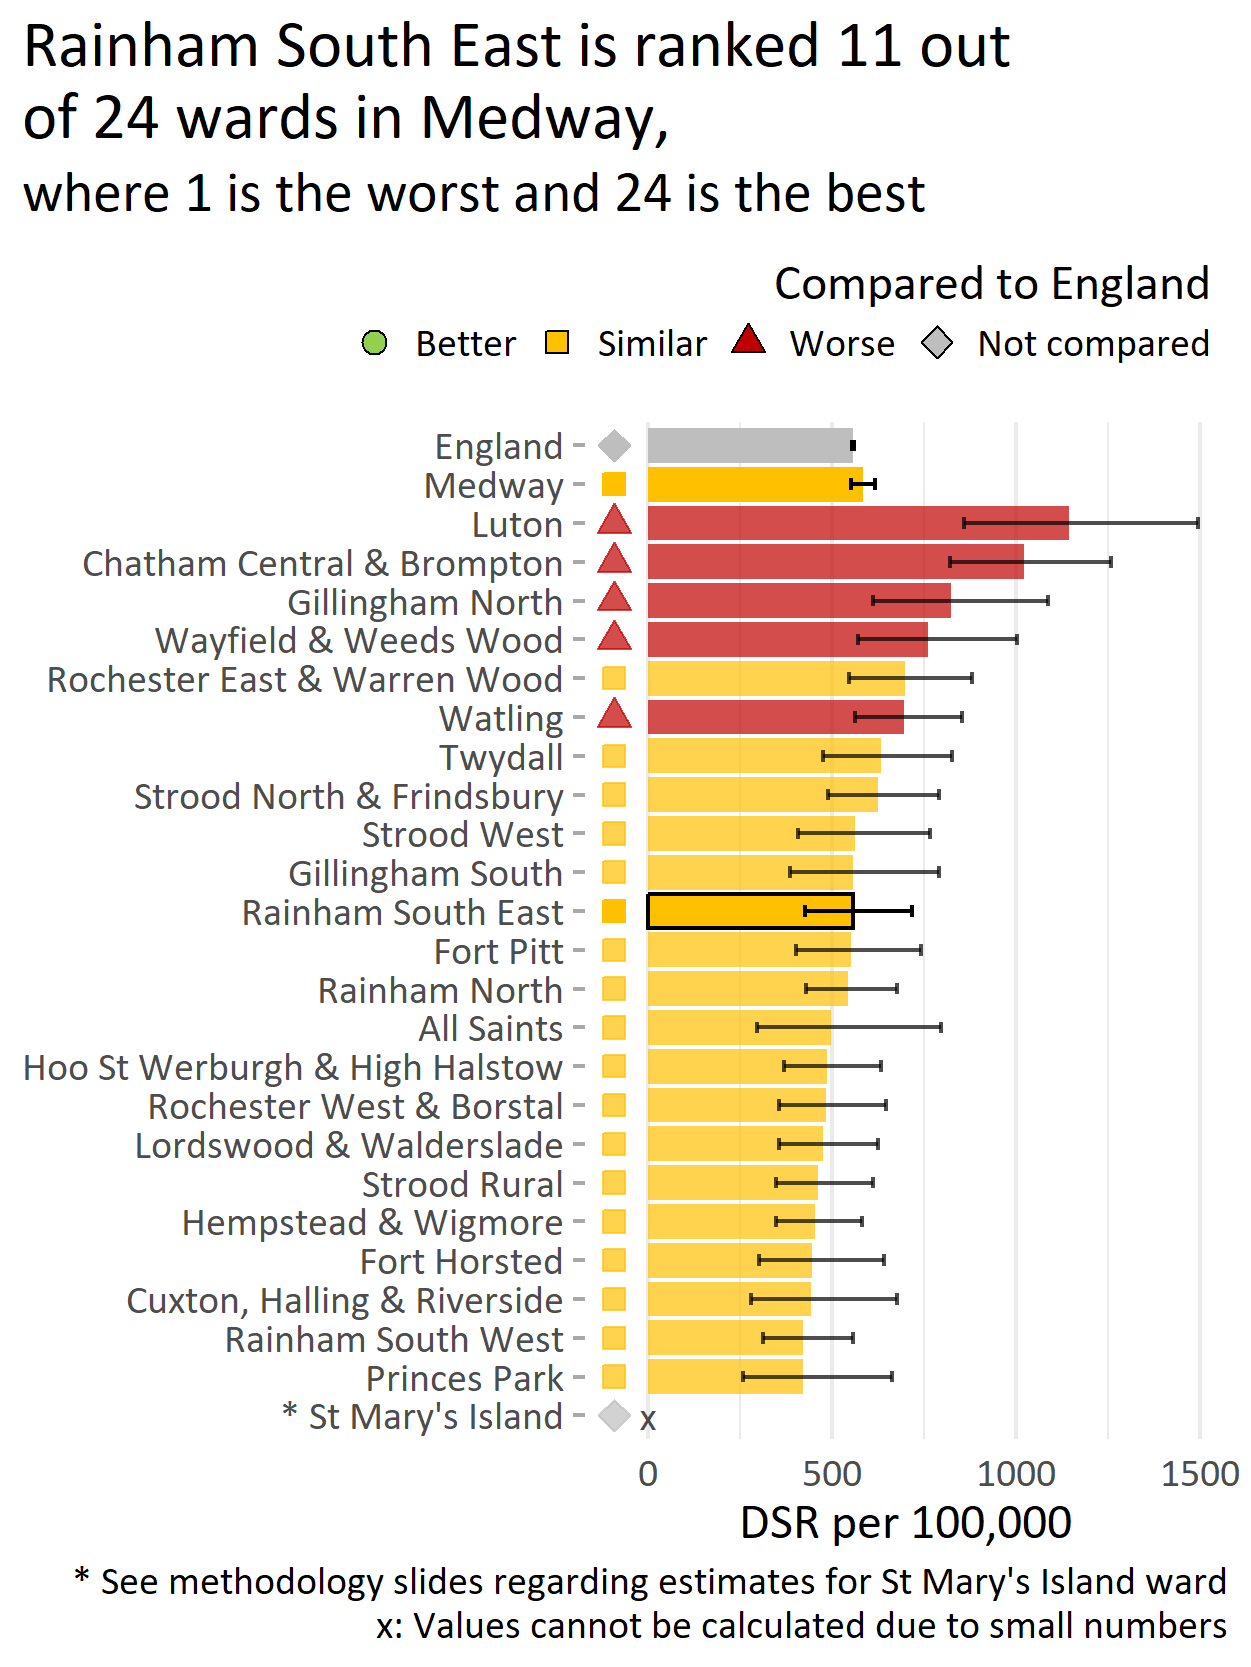 Rainham South East is ranked 11 out
of 24 wards in Medway,
where 1 is the worst and 24 is the best
Compared to England
Better Similar Worse Not compared
England
Medway
Luton
Chatham Central & Brompton
Gillingham North
Wayfield & Weeds Wood
Rochester East & Warren Wood
Watling
Twydall
Strood North & Frindsbury
Strood West
Gillingham South
Rainham South East
Fort Pitt
Rainham North
All Saints
Hoo St Werburgh & High Halstow
Rochester West & Borstal
Lordswood & Walderslade
Strood Rural
Hempstead & Wigmore
Fort Horsted
Cuxton, Halling & Riverside
Rainham South West
Princes Park
* St Mary's Island x
0 500 1000 1500
DSR per 100,000
* See methodology slides regarding estimates for St Mary's Island ward
x: Values cannot be calculated due to small numbers